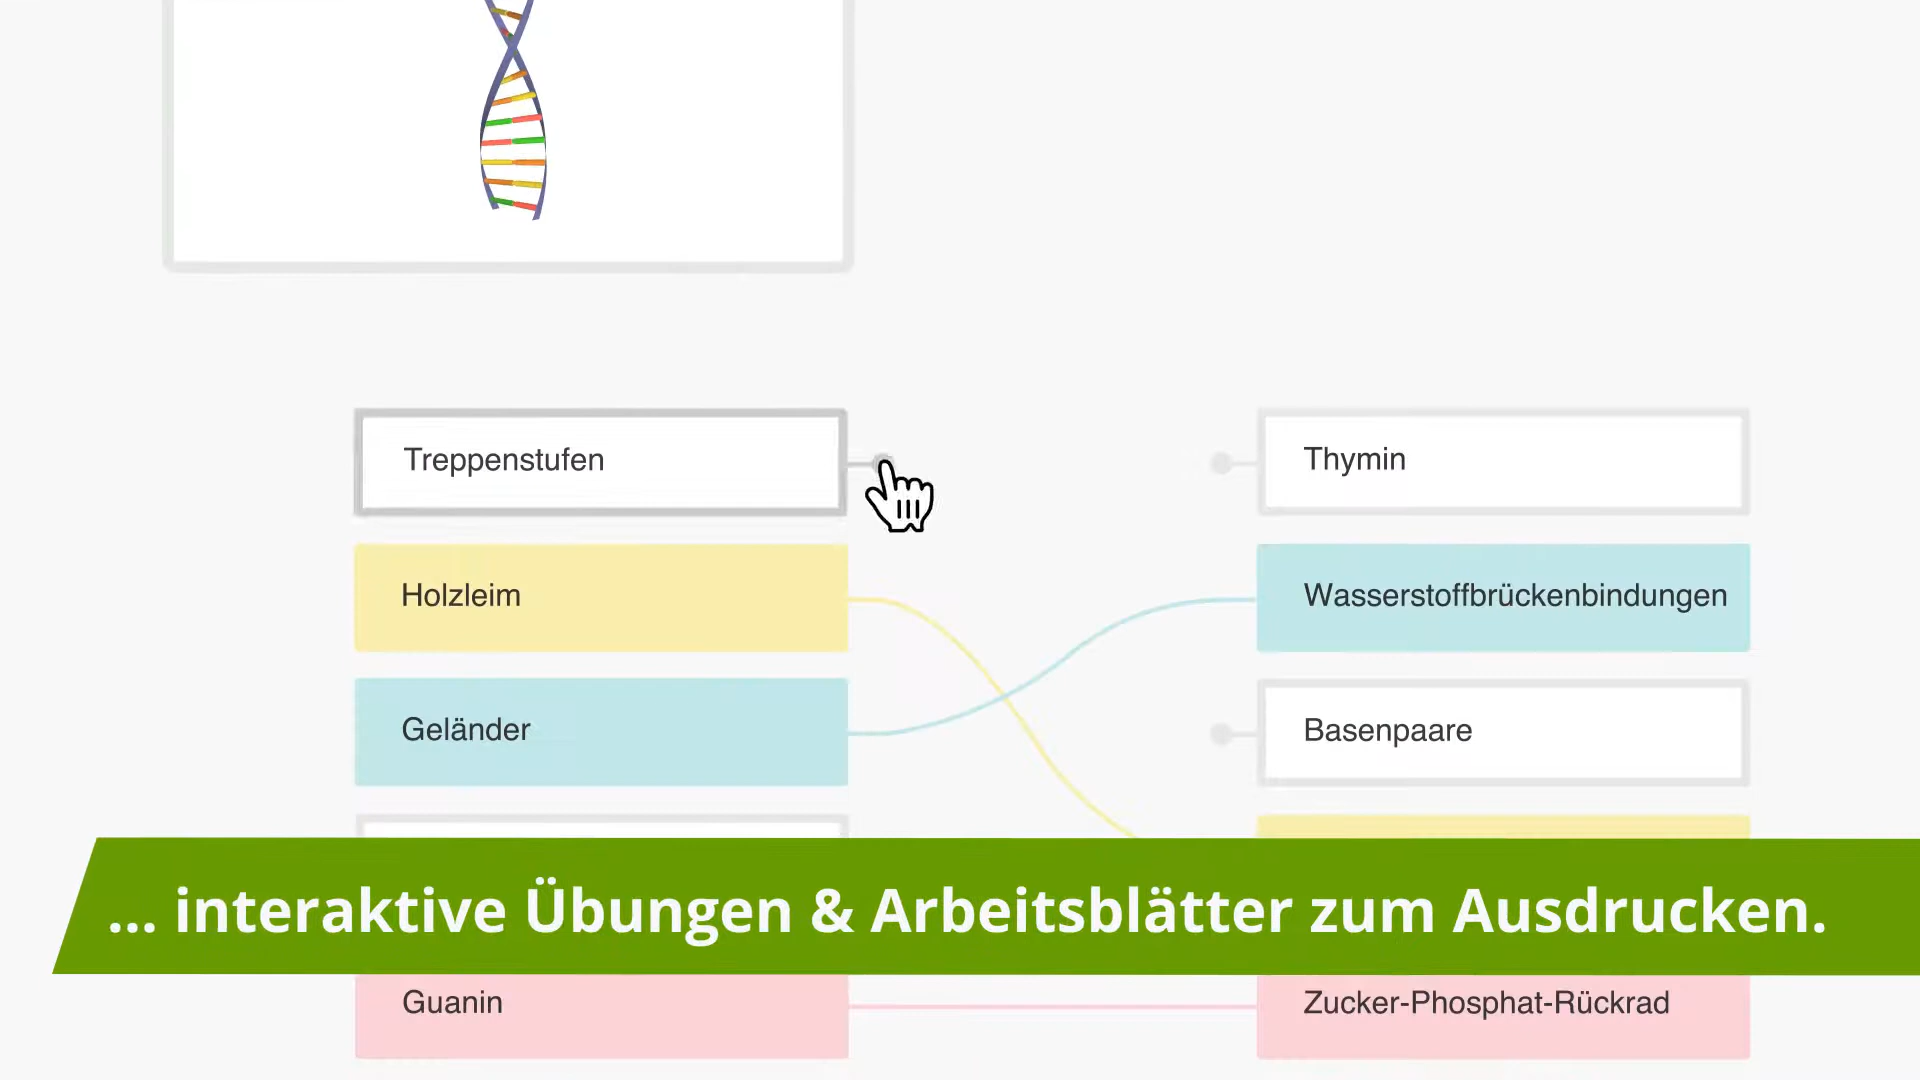 Treppenstufen
Thymin
Holzleim
Wasserstoffbrückenbindungen
Geländer
Basenpaare
... interaktive Übungen & Arbeitsblätter zum Ausdrucken.
Guanin
Zucker-Phosphat-Rückrad